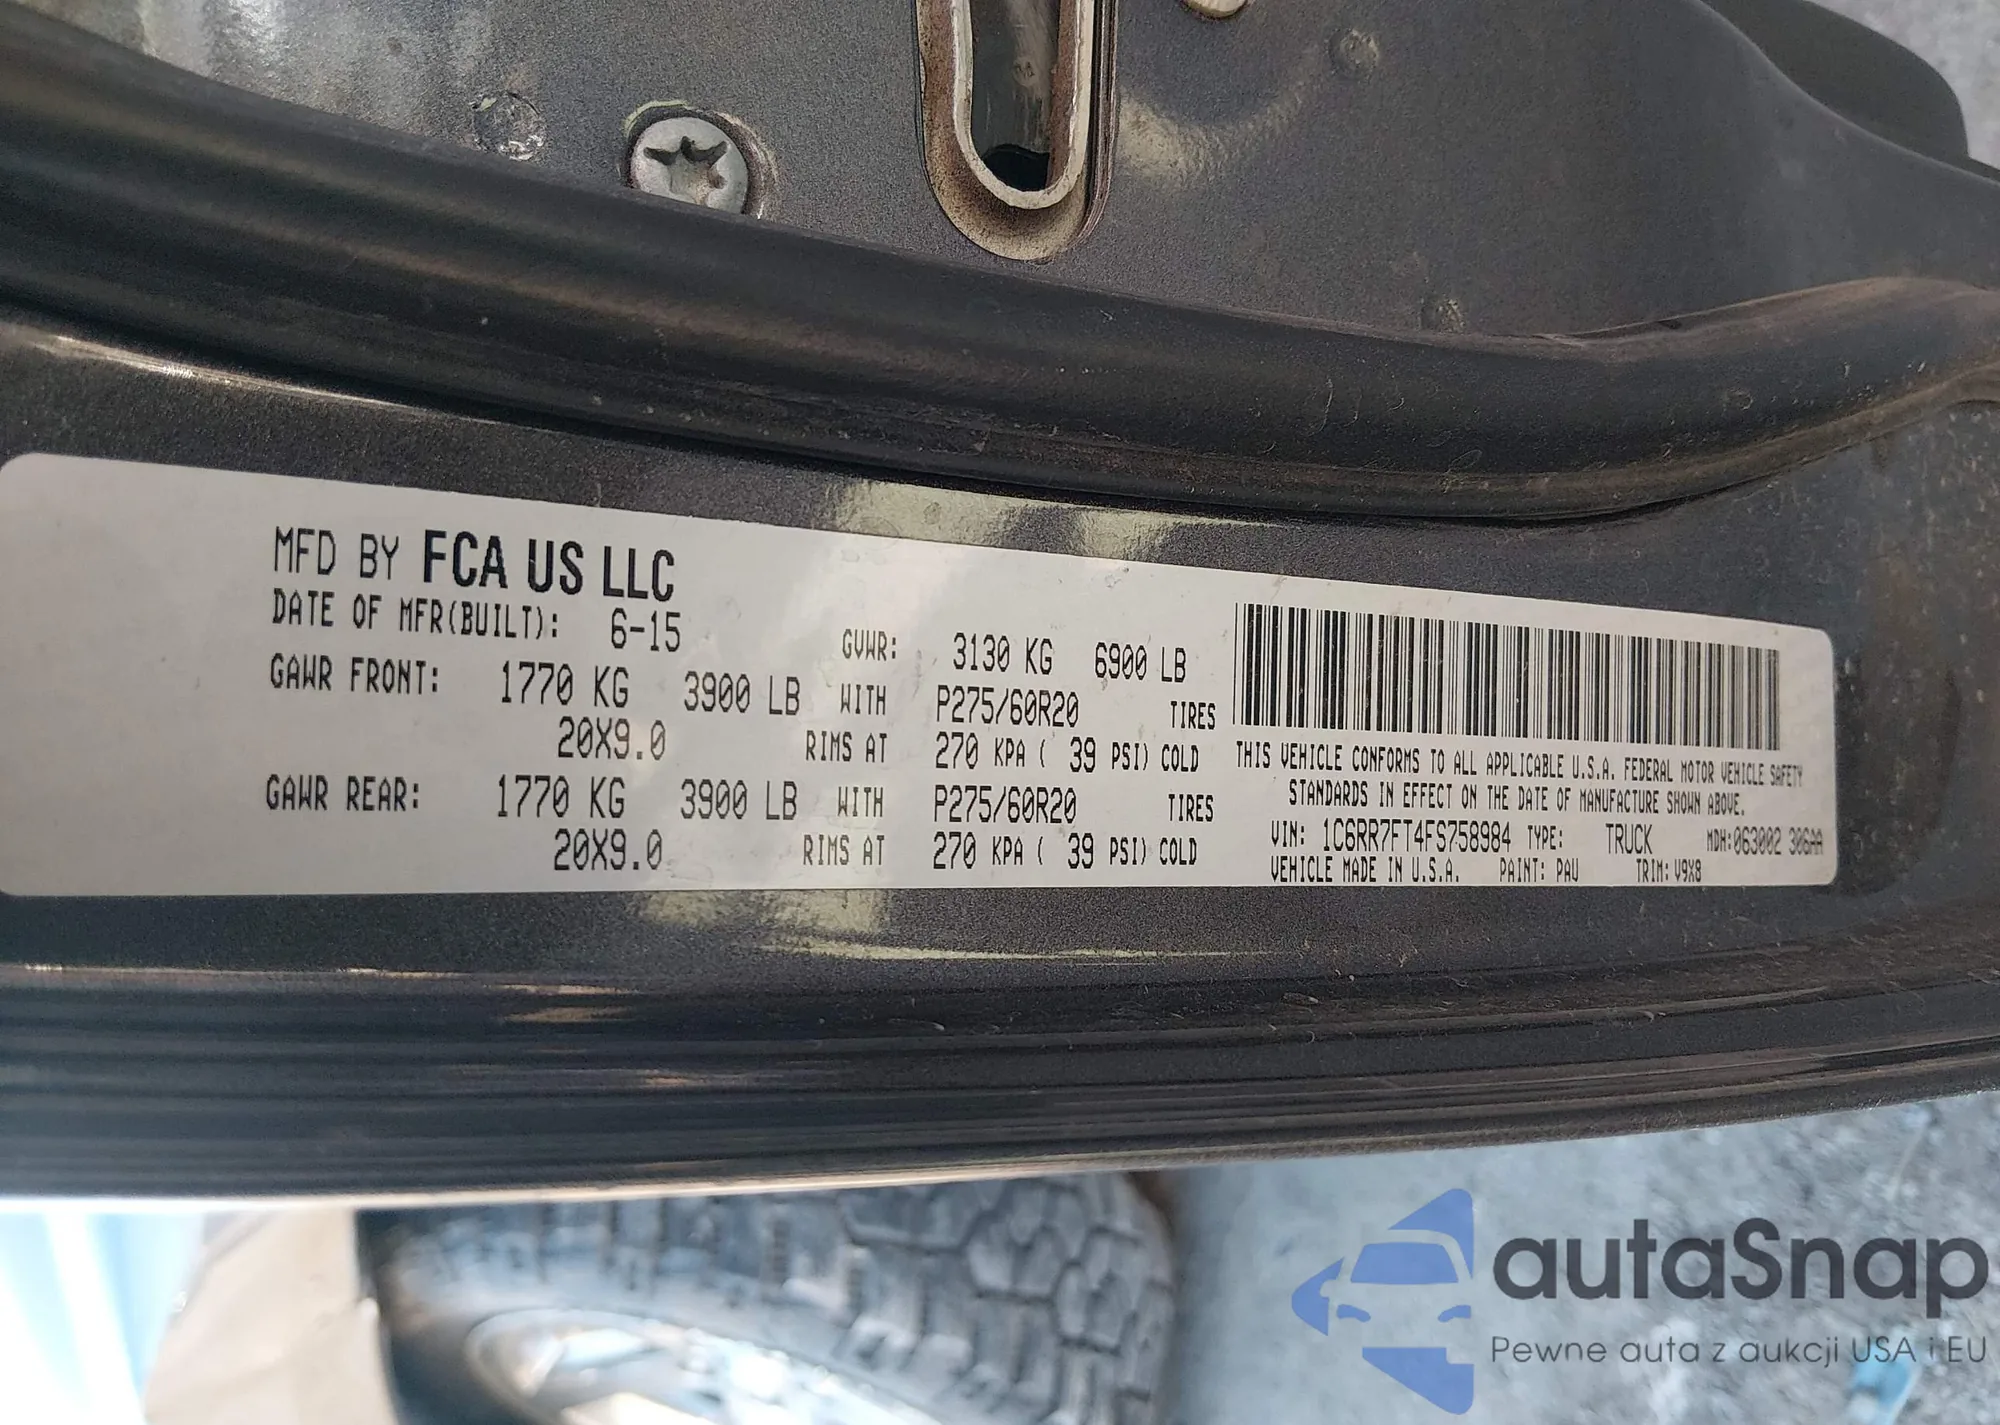 MFD BY FCA US LLC
DATE OF MFR(BUILT): 6-15 GVWR: 3130 KG 6900 LB
GAWR FRONT: 1770 KG 3900 LB WITH P275/60R20 TIRES
20X9.0 RIMS AT 270 KPA ( 39 PSI) COLD
GAWR REAR: 1770 KG 3900 LB WITH P275/60R20 TIRES
20X9.0 RIMS AT 270 KPA ( 39 PSI) COLD
THIS VEHICLE CONFORMS TO ALL APPLICABLE U.S.A. FEDERAL MOTOR VEHICLE SAFETY
STANDARDS IN EFFECT ON THE DATE OF MANUFACTURE SHOWN ABOVE.
VIN: 1C6RR7FT4FS758984 TYPE: TRUCK MDH:063002 306AA
VEHICLE MADE IN U.S.A. PAINT: PAU TRIM: V9X8
autaSnap
Pewne auta z aukcji USA i EU